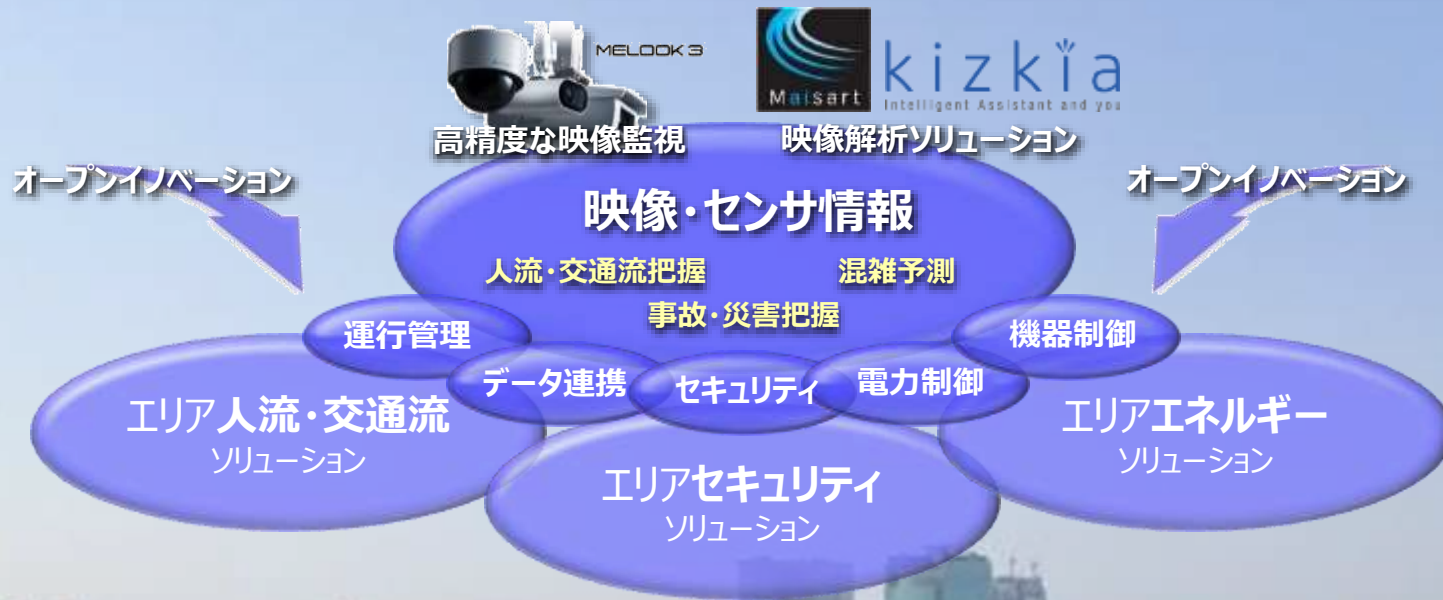 MELOOK 3
Maisart
kizkia
Intelligent Assistant and you
高精度な映像監視
映像解析ソリューション
オープンイノベーション
オープンイノベーション
映像・センサ情報
人流・交通流把握
混雑予測
事故・災害把握
運行管理
機器制御
データ連携
セキュリティ
電力制御
エリア人流・交通流
ソリューション
エリアエネルギー
ソリューション
エリアセキュリティ
ソリューション